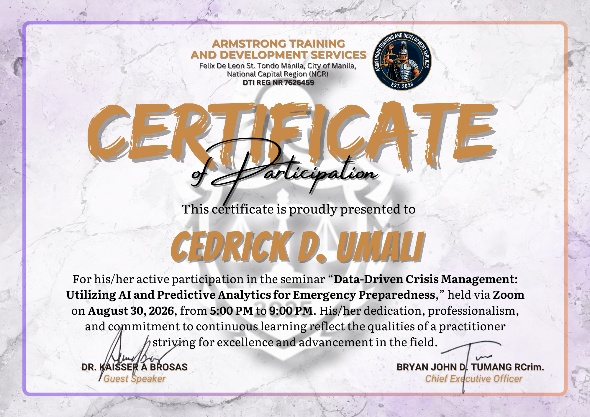 ARMSTRONG TRAINING
AND DEVELOPMENT SERVICES
Felix De Leon St. Tondo Manila, City of Manila,
National Capital Region (NCR)
DTI REG NR 7626459
CERTIFICATE
of Participation
This certificate is proudly presented to
CEDRICK D. UMALI
For his/her active participation in the seminar “Data-Driven Crisis Management:
Utilizing AI and Predictive Analytics for Emergency Preparedness,” held via Zoom
on August 30, 2026, from 5:00 PM to 9:00 PM. His/her dedication, professionalism,
and commitment to continuous learning reflect the qualities of a practitioner
striving for excellence and advancement in the field.
DR. KAISSER A BROSAS
Guest Speaker
BRYAN JOHN D. TUMANG RCrim.
Chief Executive Officer